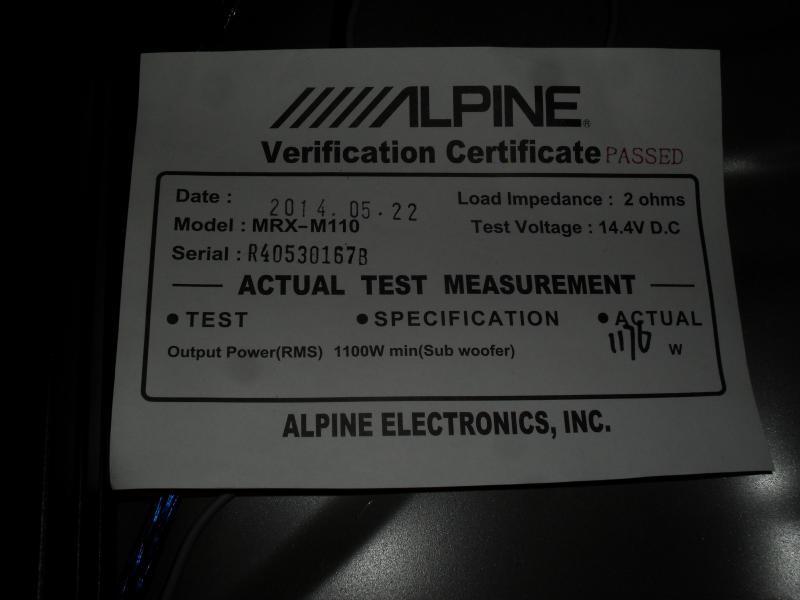 ALPINE®
Verification Certificate PASSED
Date : 2014.05.22 Load Impedance : 2 ohms
Model : MRX-M110 Test Voltage : 14.4V D.C
Serial : R40530167B
ACTUAL TEST MEASUREMENT
● TEST ● SPECIFICATION ● ACTUAL
Output Power(RMS) 1100W min(Sub woofer) 1176 W
ALPINE ELECTRONICS, INC.